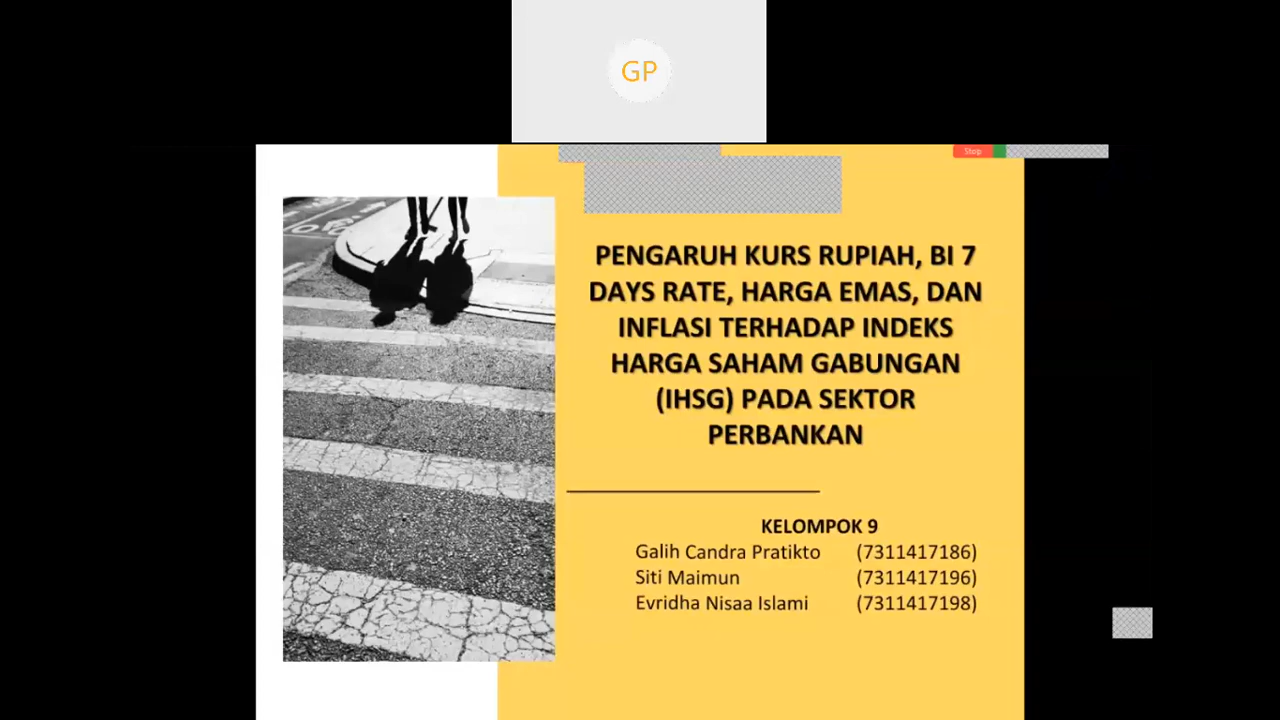 GP
Stop
PENGARUH KURS RUPIAH, BI 7
DAYS RATE, HARGA EMAS, DAN
INFLASI TERHADAP INDEKS
HARGA SAHAM GABUNGAN
(IHSG) PADA SEKTOR
PERBANKAN
KELOMPOK 9
Galih Candra Pratikto (7311417186)
Siti Maimun (7311417196)
Evridha Nisaa Islami (7311417198)